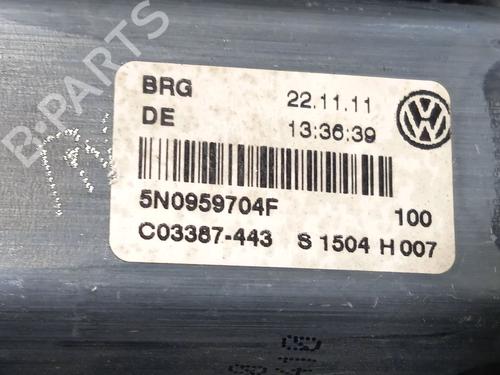 B-PARTS
BRG 22.11.11
DE 13:36:39
5N0959704F 100
C03387-443 S 1504 H 007